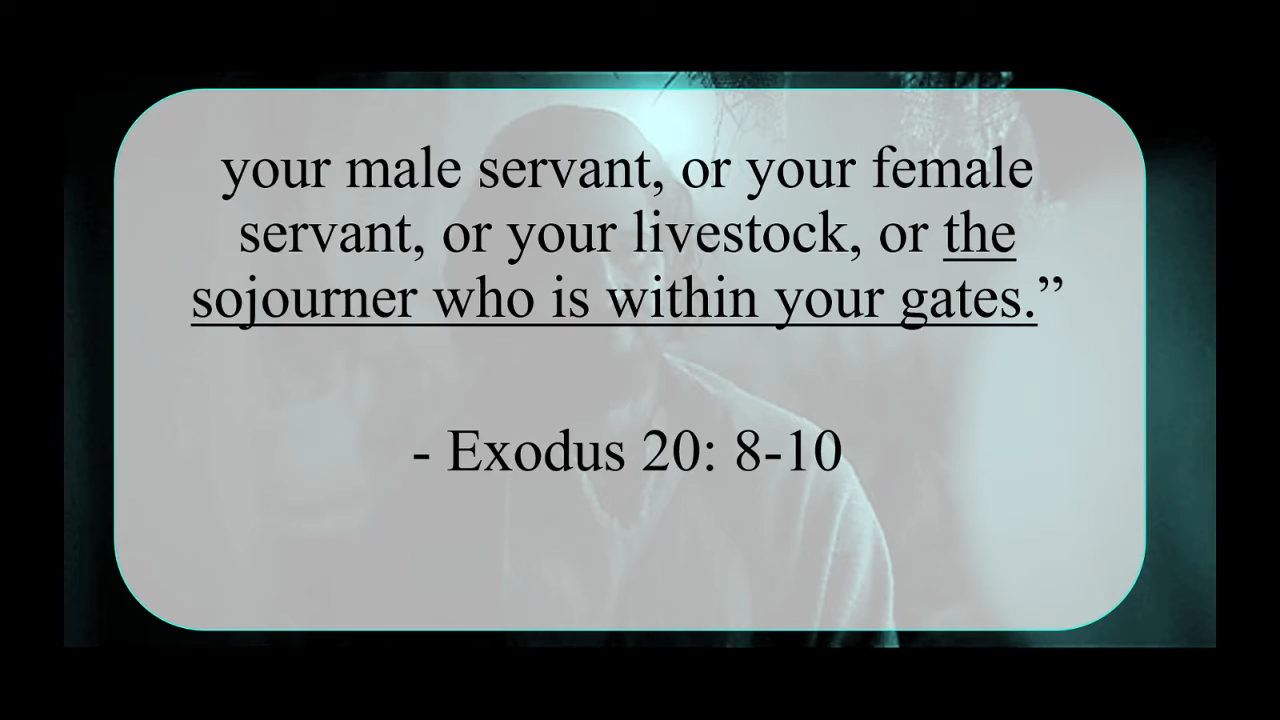 your male servant, or your female
servant, or your livestock, or the
sojourner who is within your gates.”
- Exodus 20: 8-10